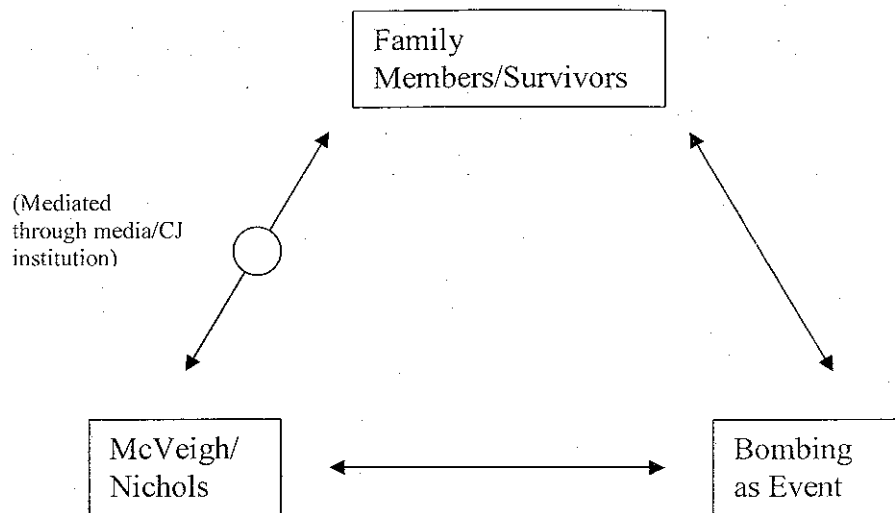 Family
Members/Survivors
(Mediated
through media/CJ
institution)
McVeigh/
Nichols
Bombing
as Event